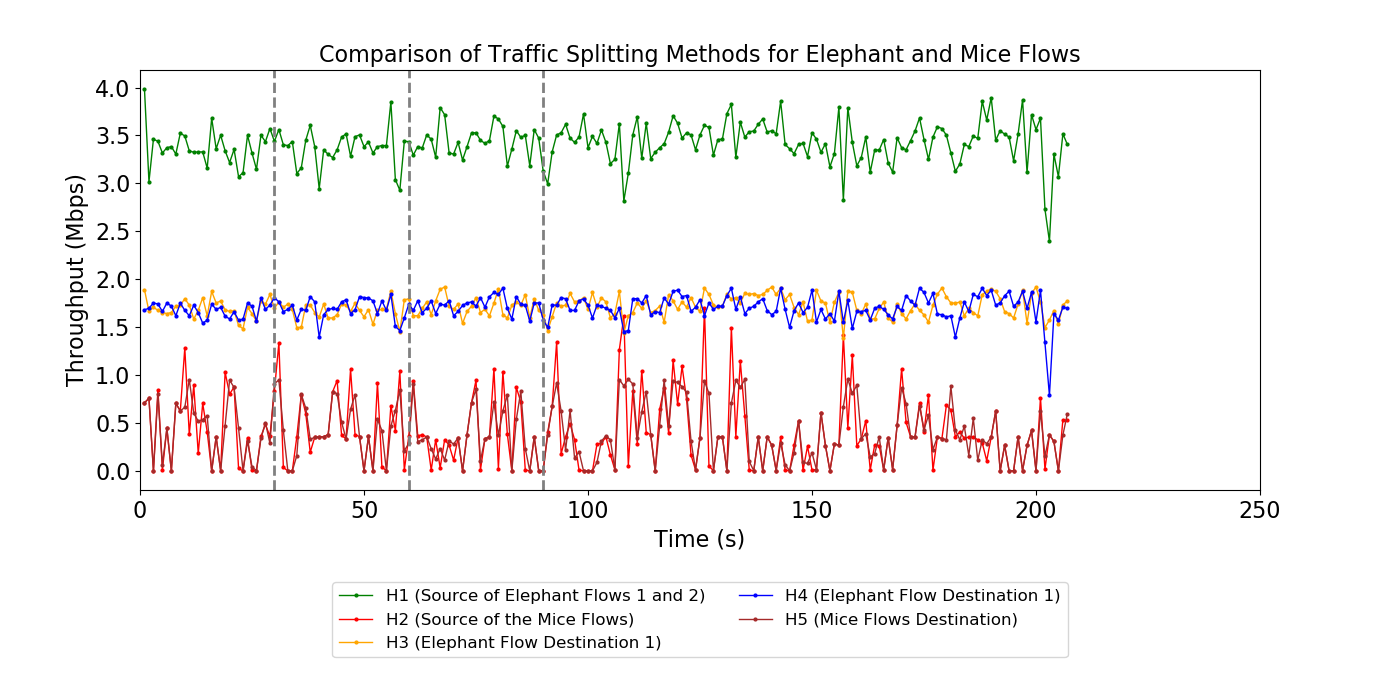 Comparison of Traffic Splitting Methods for Elephant and Mice Flows
Throughput (Mbps)
4.0
3.5
3.0
2.5
2.0
1.5
1.0
0.5
0.0
0 50 100 150 200 250
Time (s)
H1 (Source of Elephant Flows 1 and 2)
H2 (Source of the Mice Flows)
H3 (Elephant Flow Destination 1)
H4 (Elephant Flow Destination 1)
H5 (Mice Flows Destination)